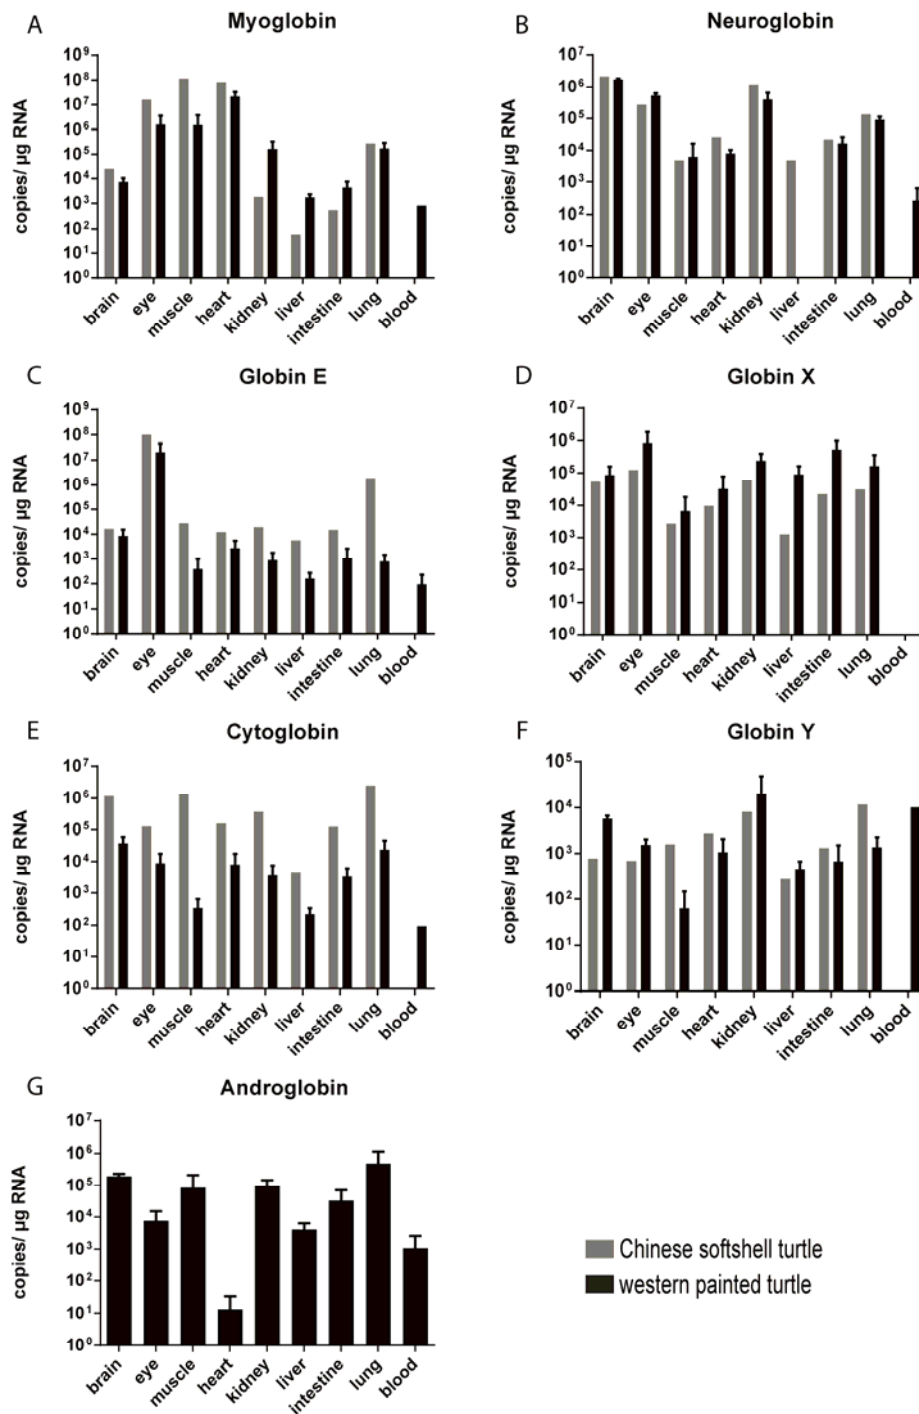 A Myoglobin
copies/ µg RNA
10⁹
10⁸
10⁷
10⁶
10⁵
10⁴
10³
10²
10¹
10⁰
brain eye muscle heart kidney liver intestine lung blood
B Neuroglobin
copies/ µg RNA
10⁷
10⁶
10⁵
10⁴
10³
10²
10¹
10⁰
brain eye muscle heart kidney liver intestine lung blood
C Globin E
copies/ µg RNA
10⁹
10⁸
10⁷
10⁶
10⁵
10⁴
10³
10²
10¹
10⁰
brain eye muscle heart kidney liver intestine lung blood
D Globin X
copies/ µg RNA
10⁷
10⁶
10⁵
10⁴
10³
10²
10¹
10⁰
brain eye muscle heart kidney liver intestine lung blood
E Cytoglobin
copies/ µg RNA
10⁷
10⁶
10⁵
10⁴
10³
10²
10¹
10⁰
brain eye muscle heart kidney liver intestine lung blood
F Globin Y
copies/ µg RNA
10⁵
10⁴
10³
10²
10¹
10⁰
brain eye muscle heart kidney liver intestine lung blood
G Androglobin
copies/ µg RNA
10⁷
10⁶
10⁵
10⁴
10³
10²
10¹
10⁰
brain eye muscle heart kidney liver intestine lung blood
Chinese softshell turtle
western painted turtle